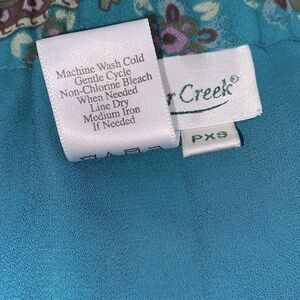 Machine Wash Cold
Gentle Cycle
Non-Chlorine Bleach
When Needed
Line Dry
Medium Iron
If Needed
r Creek®
PXS